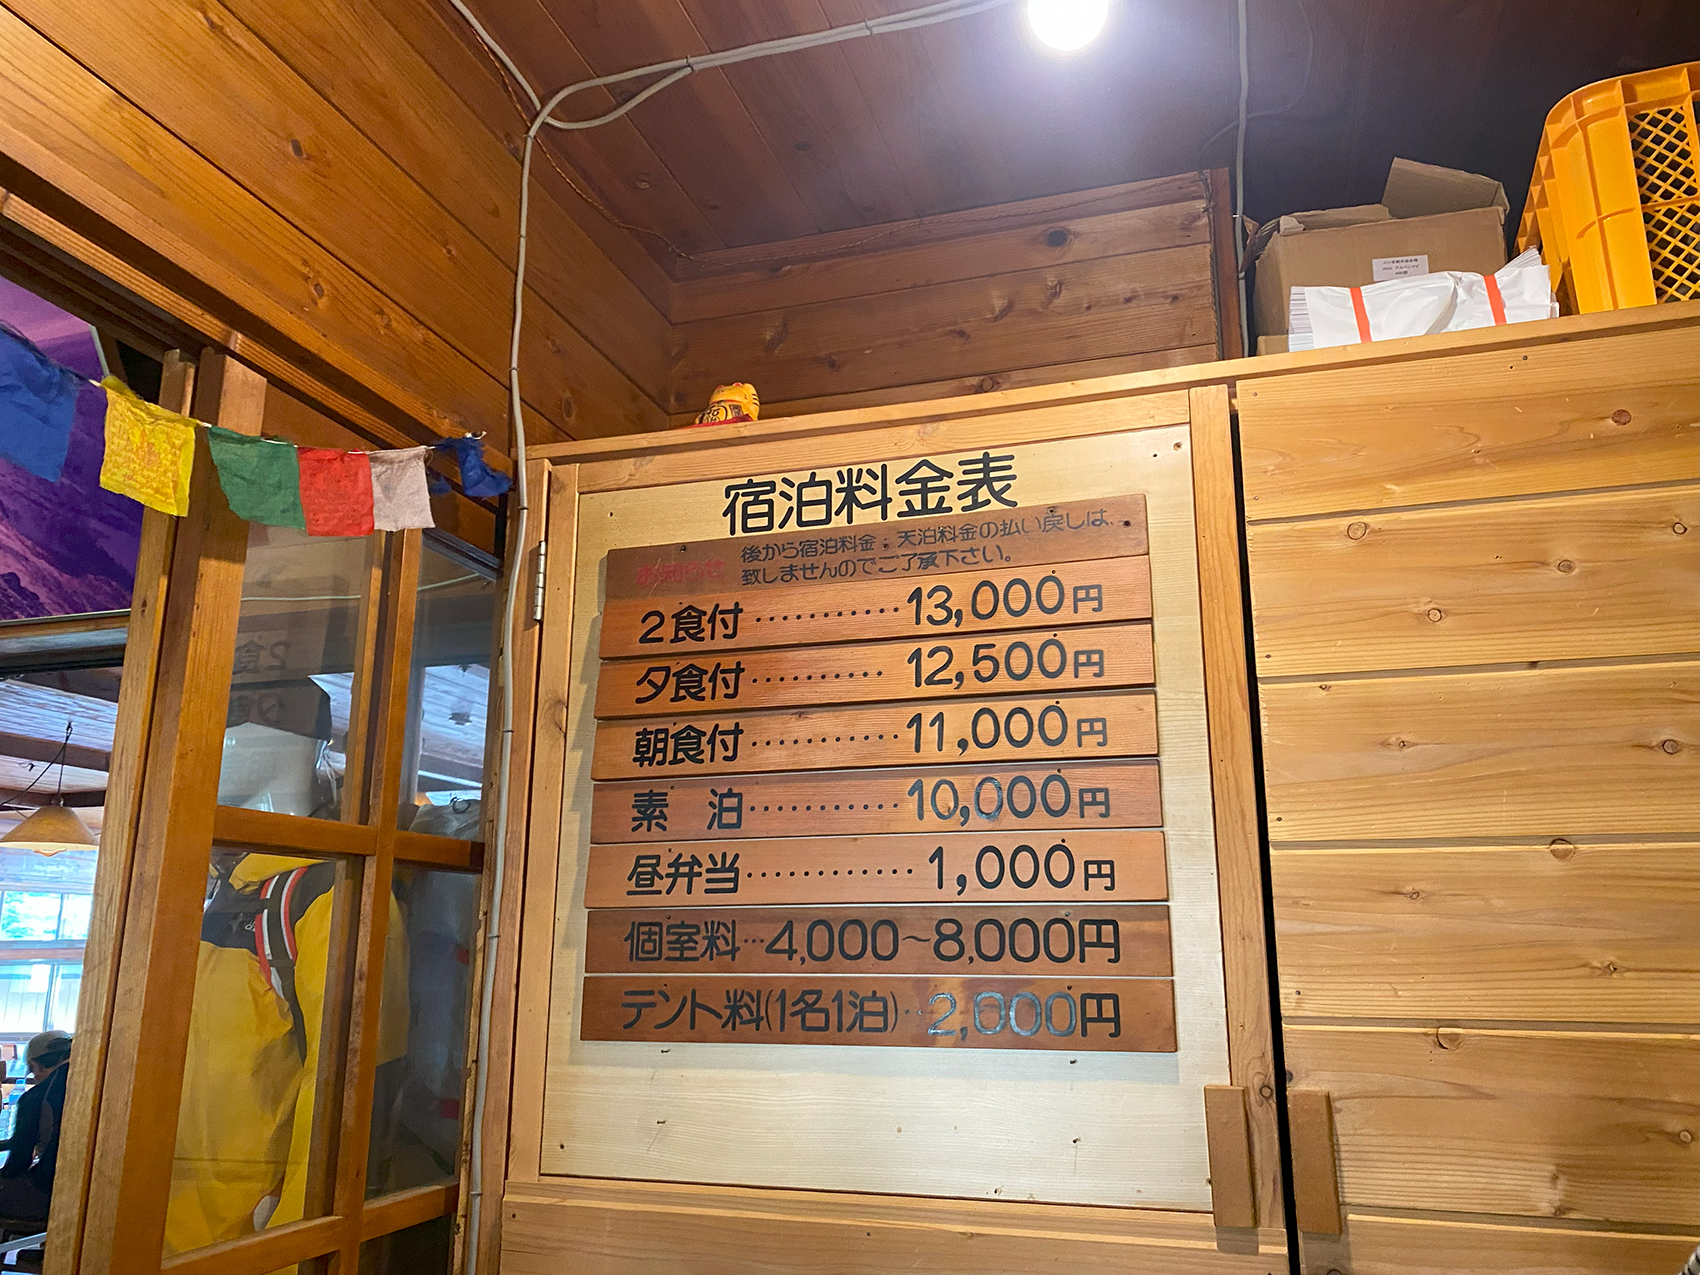 宿泊料金表
お知らせ 後から宿泊料金、天泊料金の払い戻しは、
致しませんのでご了承下さい。
2食付 ・・・・・・・・・・ 13,000円
夕食付 ・・・・・・・・・・ 12,500円
朝食付 ・・・・・・・・・・・ 11,000円
素 泊 ・・・・・・・・・・・ 10,000円
昼弁当 ・・・・・・・・・・・・ 1,000円
個室料 ・・・ 4,000～8,000円
テント料(1名1泊)・・2,000円